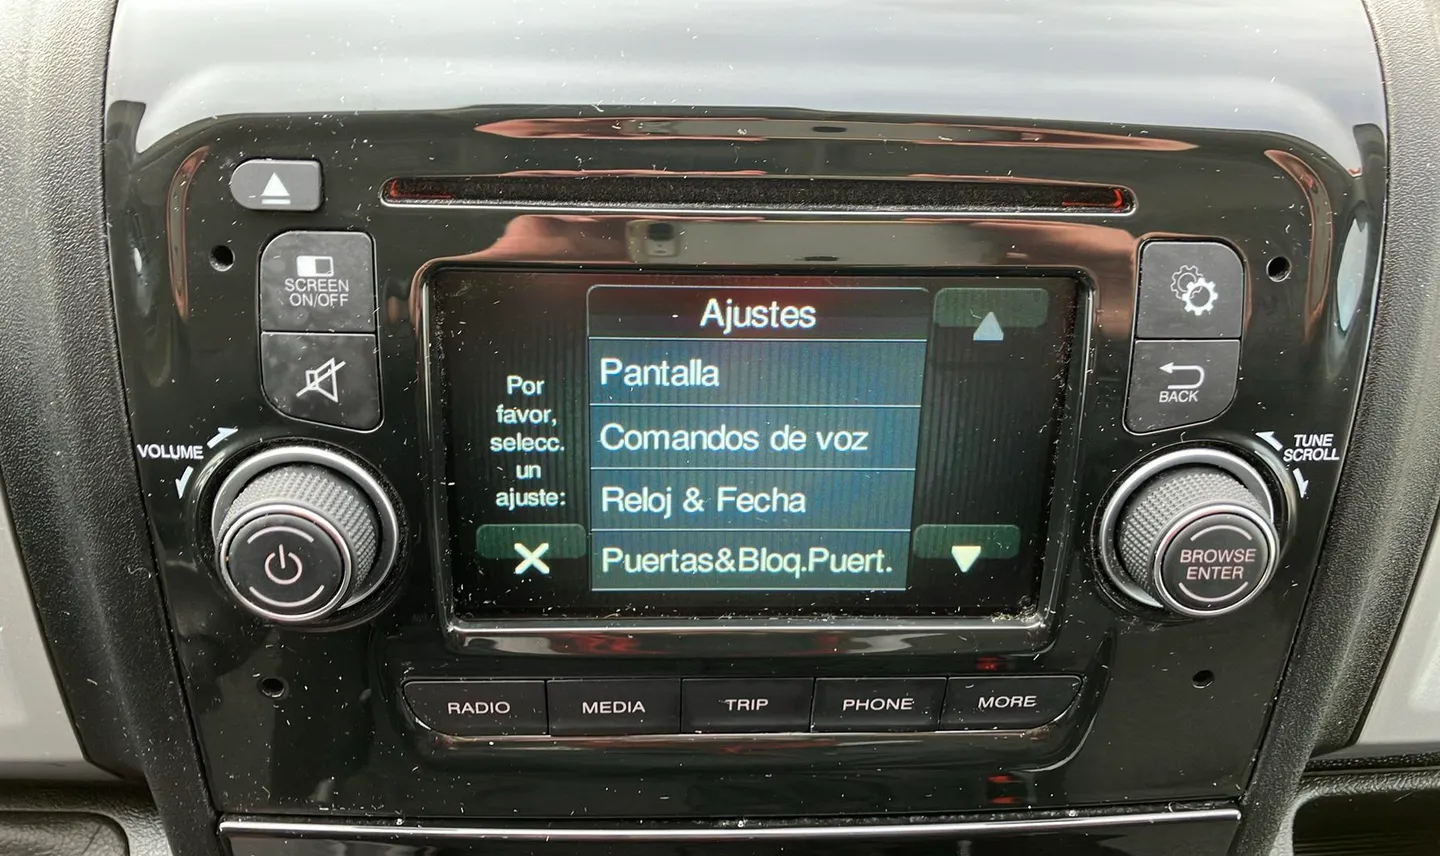 SCREEN
ON/OFF
VOLUME
Ajustes
Por
favor,
selecc.
un
ajuste:
Pantalla
Comandos de voz
Reloj & Fecha
Puertas&Bloq.Puert.
BACK
TUNE
SCROLL
BROWSE
ENTER
RADIO
MEDIA
TRIP
PHONE
MORE